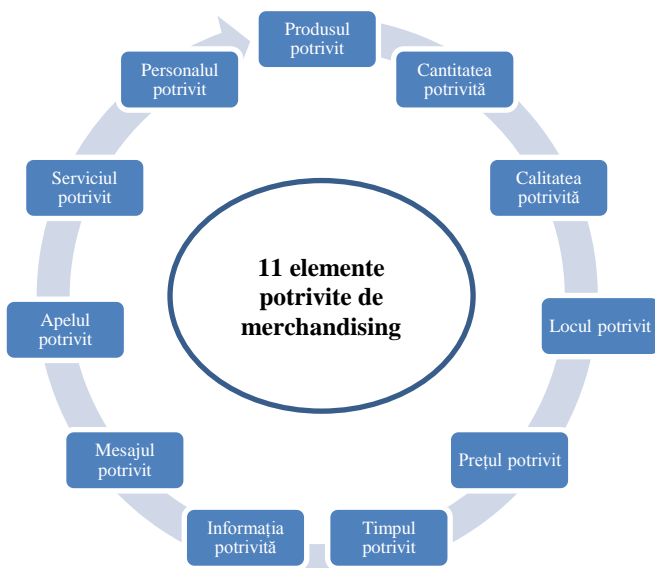 Produsul
potrivit
Cantitatea
potrivită
Calitatea
potrivită
Locul potrivit
Prețul potrivit
Timpul
potrivit
Informația
potrivită
Mesajul
potrivit
Apelul
potrivit
Serviciul
potrivit
Personalul
potrivit
11 elemente
potrivite de
merchandising